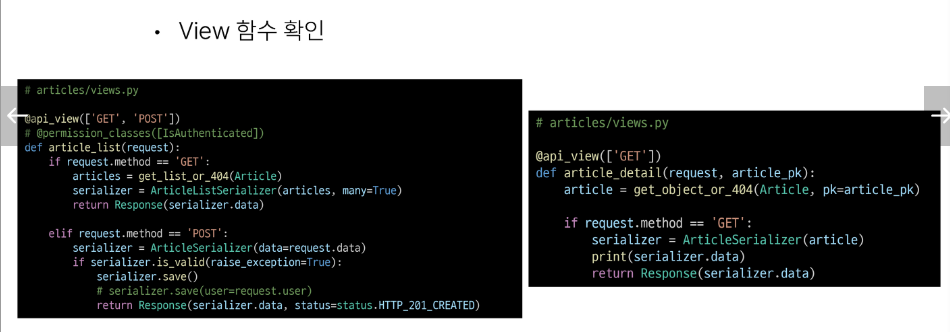 • View 함수 확인
# articles/views.py
@api_view(['GET', 'POST'])
# @permission_classes([IsAuthenticated])
def article_list(request):
    if request.method == 'GET':
        articles = get_list_or_404(Article)
        serializer = ArticleListSerializer(articles, many=True)
        return Response(serializer.data)
    elif request.method == 'POST':
        serializer = ArticleSerializer(data=request.data)
        if serializer.is_valid(raise_exception=True):
            serializer.save()
            # serializer.save(user=request.user)
            return Response(serializer.data, status=status.HTTP_201_CREATED)
# articles/views.py
@api_view(['GET'])
def article_detail(request, article_pk):
    article = get_object_or_404(Article, pk=article_pk)
    if request.method == 'GET':
        serializer = ArticleSerializer(article)
        print(serializer.data)
        return Response(serializer.data)